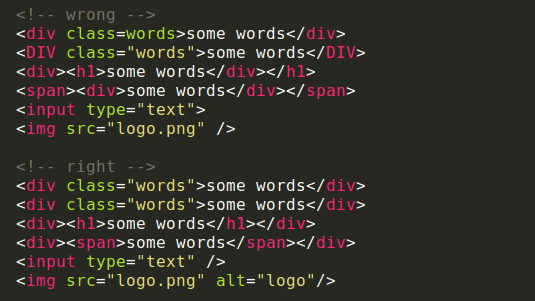 <!-- wrong -->
<div class=words>some words</div>
<DIV class="words">some words</DIV>
<div><h1>some words</div></h1>
<span><div>some words</div></span>
<input type="text">
<img src="logo.png" />
<!-- right -->
<div class="words">some words</div>
<div class="words">some words</div>
<div><h1>some words</h1></div>
<div><span>some words</span></div>
<input type="text" />
<img src="logo.png" alt="logo"/>